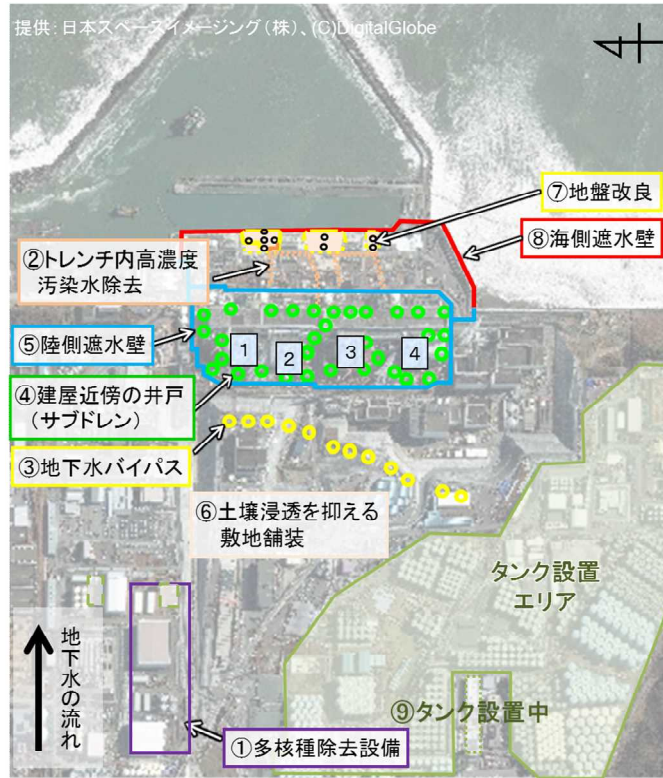 提供：日本スペースイメージング（株）、(C)DigitalGlobe
⑦地盤改良
⑧海側遮水壁
②トレンチ内高濃度
汚染水除去
⑤陸側遮水壁
1
2
3
4
④建屋近傍の井戸
（サブドレン）
③地下水バイパス
⑥土壌浸透を抑える
敷地舗装
タンク設置
エリア
地下水の流れ
⑨タンク設置中
①多核種除去設備